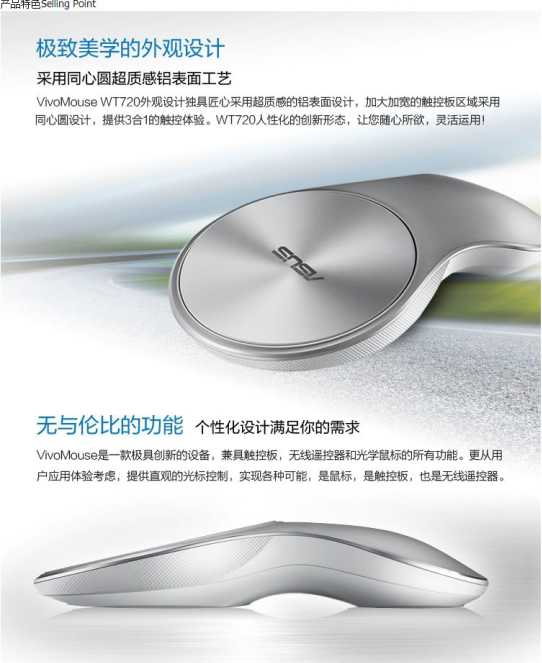 产品特色Selling Point
极致美学的外观设计
采用同心圆超质感铝表面工艺
VivoMouse WT720外观设计独具匠心采用超质感的铝表面设计，加大加宽的触控板区域采用
同心圆设计，提供3合1的触控体验。WT720人性化的创新形态，让您随心所欲，灵活运用!
ASUS
无与伦比的功能 个性化设计满足你的需求
VivoMouse是一款极具创新的设备，兼具触控板，无线遥控器和光学鼠标的所有功能。更从用
户应用体验考虑，提供直观的光标控制，实现各种可能，是鼠标，是触控板，也是无线遥控器。